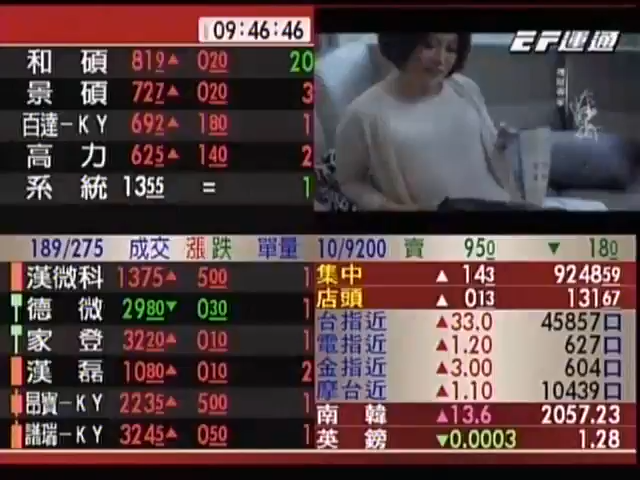 09:46:46
EF運通
和碩 819▲ 020 20
景碩 727▲ 020 3
百達-KY 692▲ 180 1
高力 625▲ 140 2
系統 1355 = 1
189/275 成交 漲跌 單量
漢微科 1375▲ 500 1
德微 2980▼ 030 1
家登 3220▲ 010 1
漢磊 1080▲ 010 2
昂寶-KY 2235▲ 500 1
譜瑞-KY 3245▲ 050 1
10/9200 賣 950 ▼ 180
集中 ▲ 143 924859
店頭 ▲ 013 13167
台指近 ▲33.0 45857口
電指近 ▲1.20 627口
金指近 ▲3.00 604口
摩台近 ▲1.10 10439口
南韓 ▲13.6 2057.23
英鎊 ▼0.0003 1.28